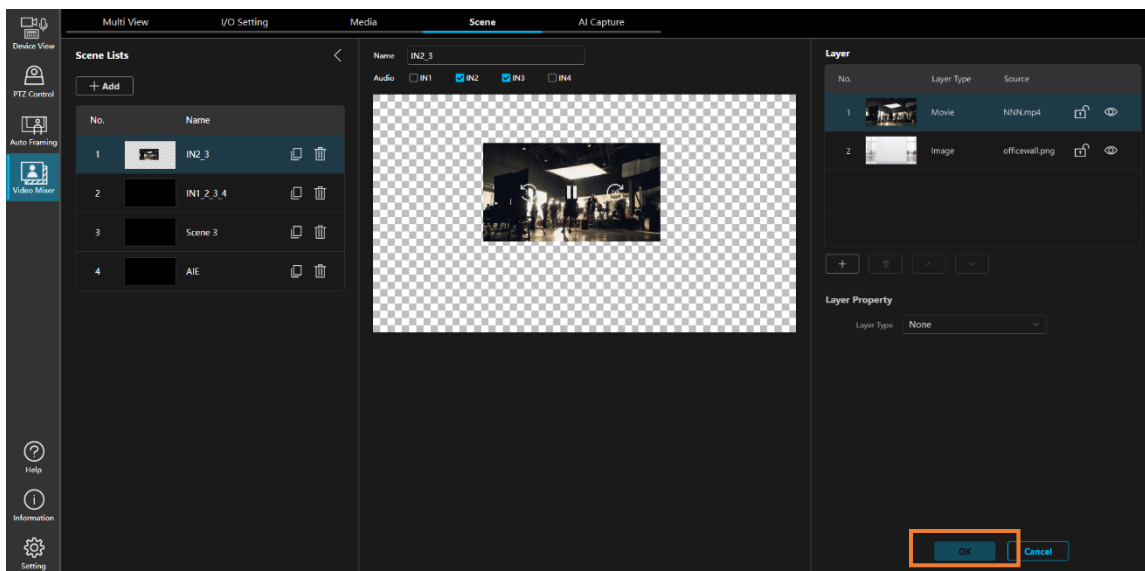 Multi View
I/O Setting
Media
Scene
AI Capture
Device View
PTZ Control
Auto Framing
Video Mixer
Help
Information
Setting
Scene Lists
+ Add
No. Name
1 IN2_3
2 IN1_2_3_4
3 Scene 3
4 AIE
Name IN2_3
Audio IN1 IN2 IN3 IN4
Layer
No. Layer Type Source
1 Movie NNN.mp4
2 Image officewall.png
Layer Property
Layer Type None
OK Cancel